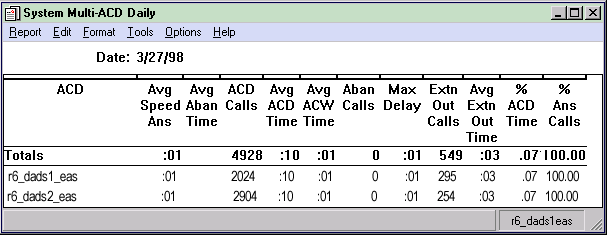 System Multi-ACD Daily
Report Edit Format Tools Options Help
Date: 3/27/98
ACD Avg Avg ACD Avg Avg Aban Max Extn Avg % %
Speed Aban Calls ACD ACW Calls Delay Out Extn ACD Ans
Ans Time Time Time Calls Out Time Calls
Time
Totals :01 4928 :10 :01 0 :01 549 :03 .07 100.00
r6_dads1_eas :01 2024 :10 :01 0 :01 295 :03 .07 100.00
r6_dads2_eas :01 2904 :10 :01 0 :01 254 :03 .07 100.00
r6_dads1eas